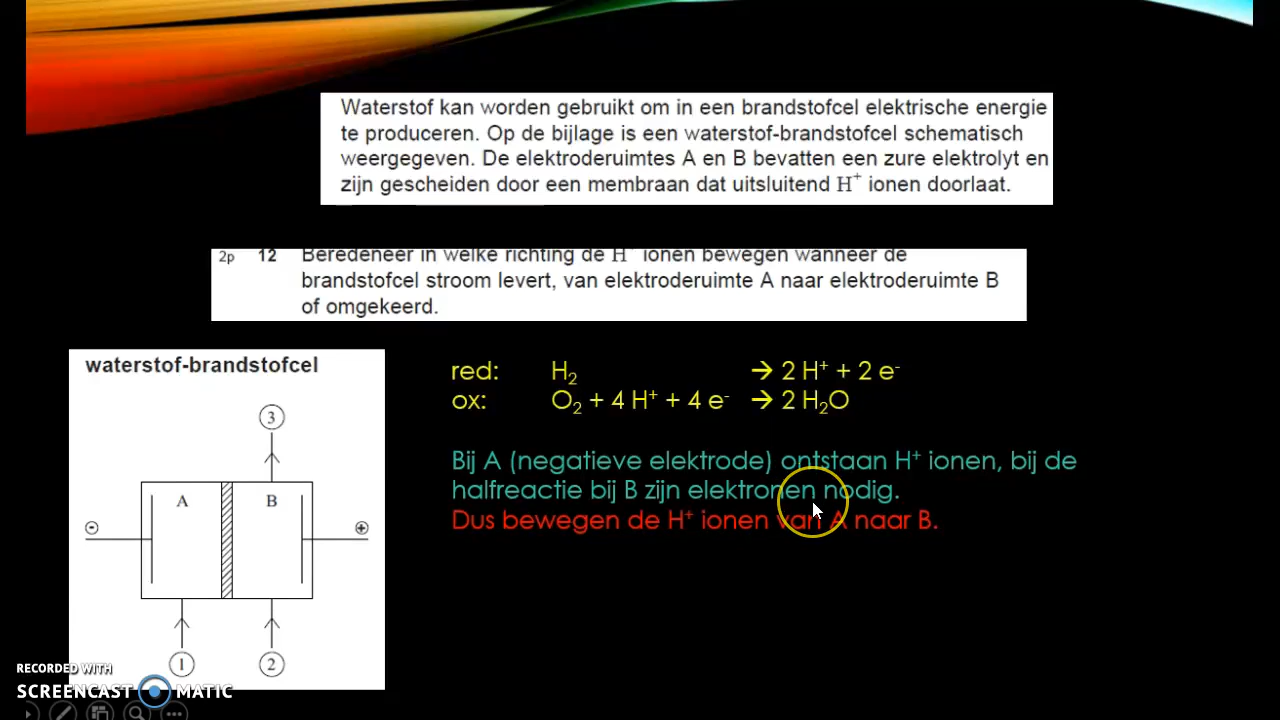 Waterstof kan worden gebruikt om in een brandstofcel elektrische energie
te produceren. Op de bijlage is een waterstof-brandstofcel schematisch
weergegeven. De elektroderuimtes A en B bevatten een zure elektrolyt en
zijn gescheiden door een membraan dat uitsluitend H⁺ ionen doorlaat.
2p 12 Beredeneer in welke richting de H⁺ ionen bewegen wanneer de
brandstofcel stroom levert, van elektroderuimte A naar elektroderuimte B
of omgekeerd.
waterstof-brandstofcel
3
A B
⊖ ⊕
1 2
red: H₂ → 2 H⁺ + 2 e⁻
ox: O₂ + 4 H⁺ + 4 e⁻ → 2 H₂O
Bij A (negatieve elektrode) ontstaan H⁺ ionen, bij de
halfreactie bij B zijn elektronen nodig.
Dus bewegen de H⁺ ionen van A naar B.
RECORDED WITH
SCREENCAST MATIC